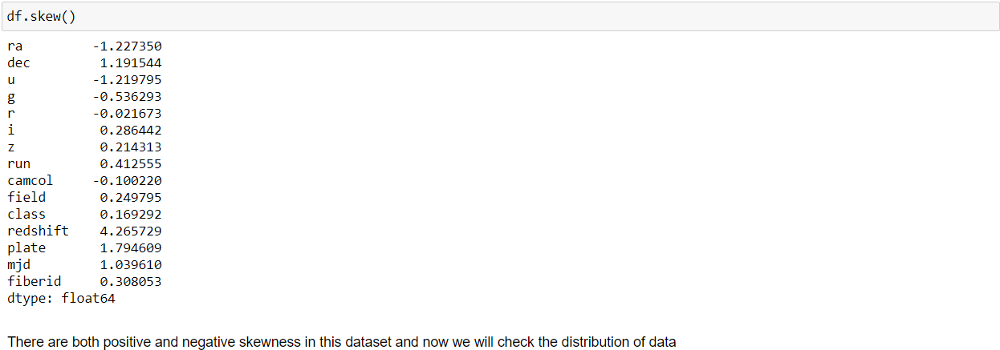 df.skew()
ra -1.227350
dec 1.191544
u -1.219795
g -0.536293
r -0.021673
i 0.286442
z 0.214313
run 0.412555
camcol -0.100220
field 0.249795
class 0.169292
redshift 4.265729
plate 1.794609
mjd 1.039610
fiberid 0.308053
dtype: float64
There are both positive and negative skewness in this dataset and now we will check the distribution of data